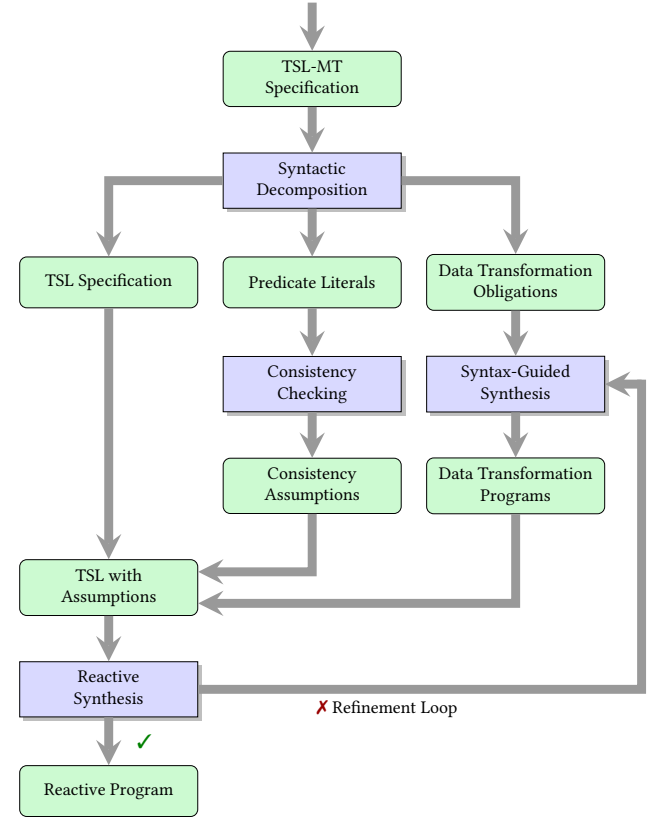 TSL-MT
Specification
Syntactic
Decomposition
TSL Specification
Predicate Literals
Data Transformation
Obligations
Consistency
Checking
Syntax-Guided
Synthesis
Consistency
Assumptions
Data Transformation
Programs
TSL with
Assumptions
Reactive
Synthesis
✗ Refinement Loop
✓
Reactive Program